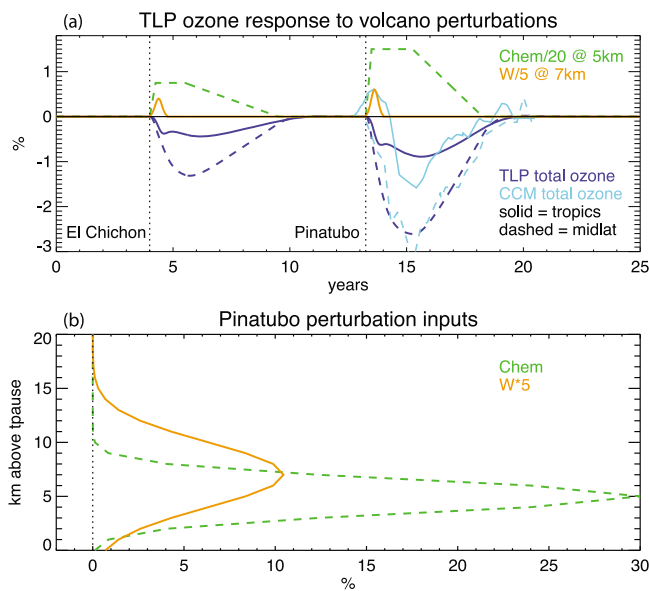 (a) TLP ozone response to volcano perturbations
Chem/20 @ 5km
W/5 @ 7km
1
0
-1
-2
-3
%
El Chichon
Pinatubo
TLP total ozone
CCM total ozone
solid = tropics
dashed = midlat
0 5 10 15 20 25
years
(b) Pinatubo perturbation inputs
Chem
W*5
20
15
10
5
0
km above tpause
0 5 10 15 20 25 30
%